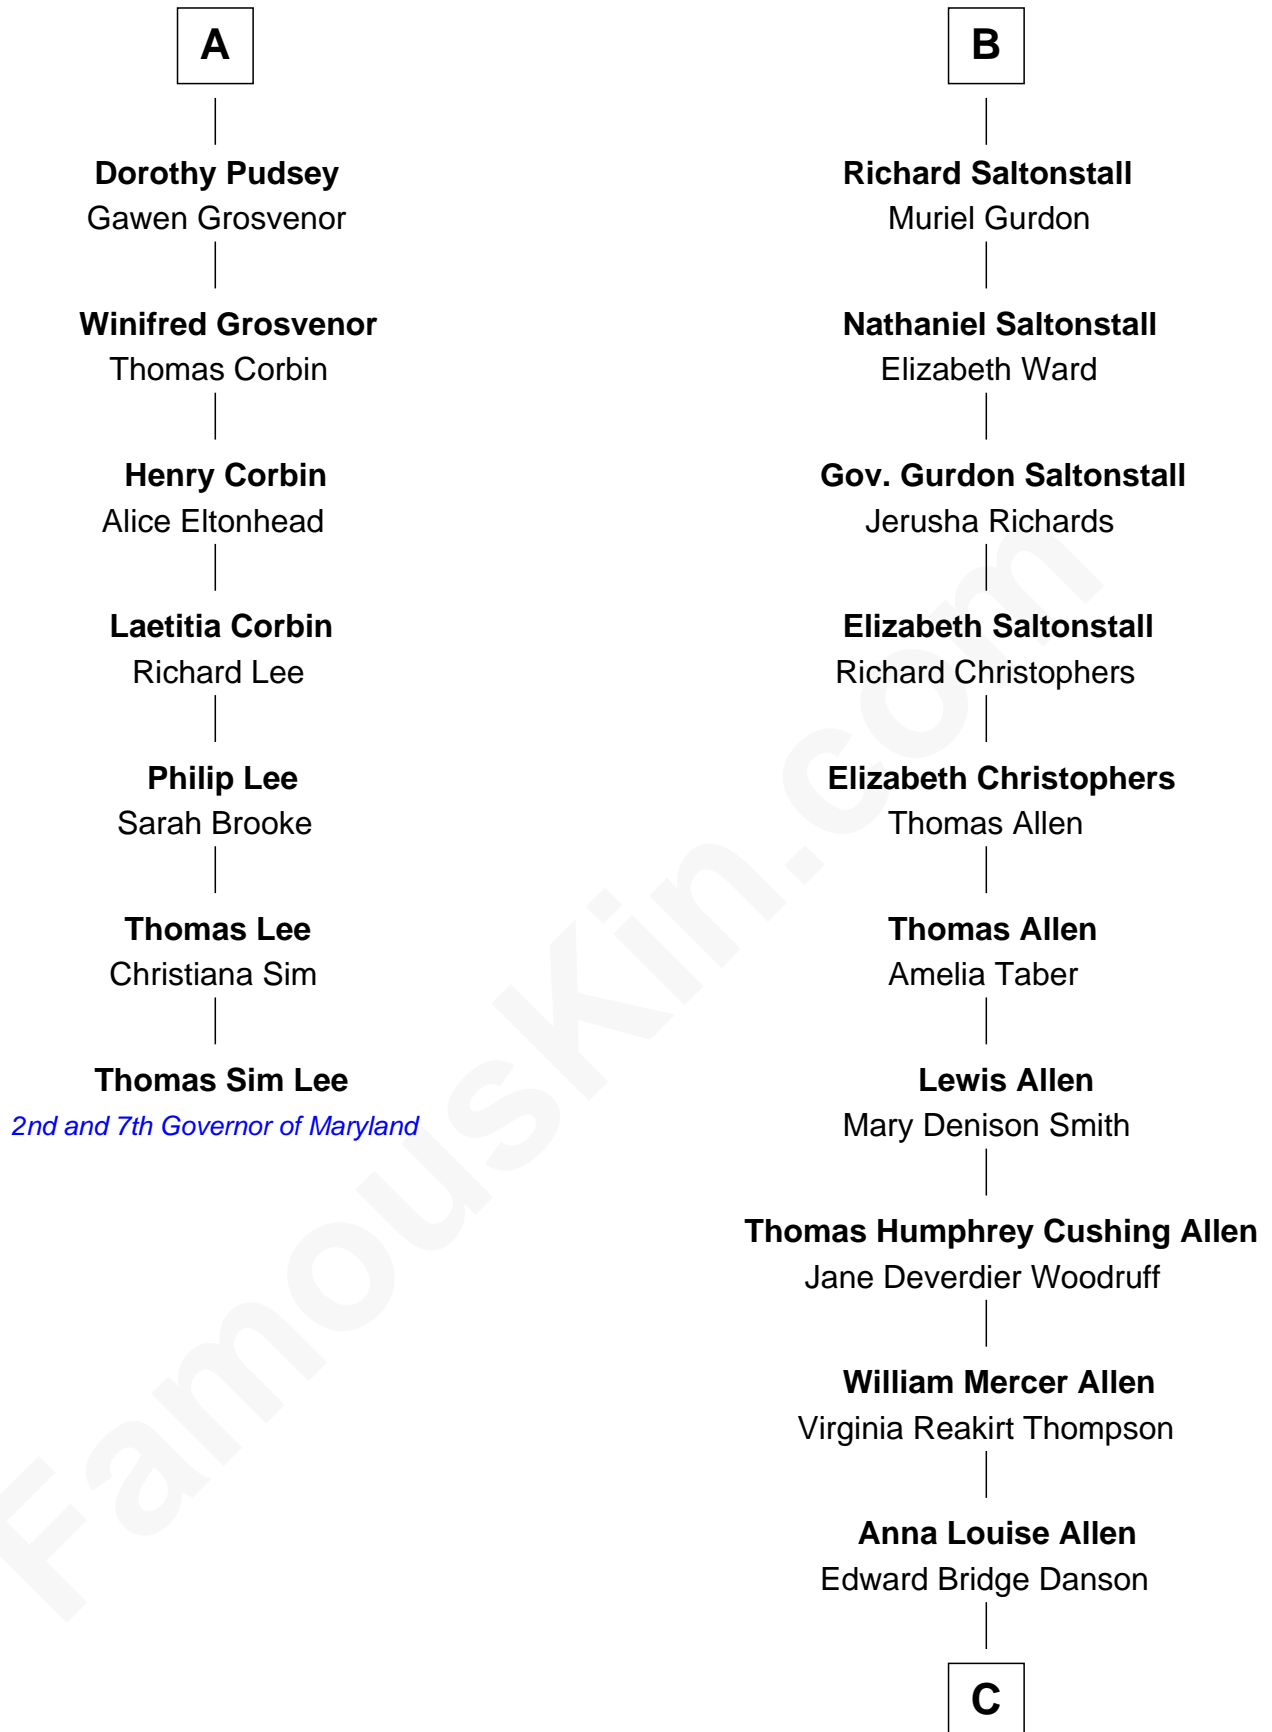 A
Dorothy Pudsey
Gawen Grosvenor
Winifred Grosvenor
Thomas Corbin
Henry Corbin
Alice Eltonhead
Laetitia Corbin
Richard Lee
Philip Lee
Sarah Brooke
Thomas Lee
Christiana Sim
Thomas Sim Lee
2nd and 7th Governor of Maryland
B
Richard Saltonstall
Muriel Gurdon
Nathaniel Saltonstall
Elizabeth Ward
Gov. Gurdon Saltonstall
Jerusha Richards
Elizabeth Saltonstall
Richard Christophers
Elizabeth Christophers
Thomas Allen
Thomas Allen
Amelia Taber
Lewis Allen
Mary Denison Smith
Thomas Humphrey Cushing Allen
Jane Deverdier Woodruff
William Mercer Allen
Virginia Reakirt Thompson
Anna Louise Allen
Edward Bridge Danson
C
FamousKin.com